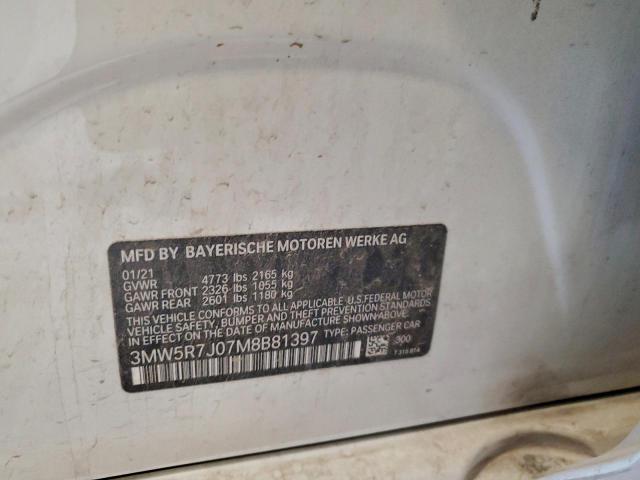 MFD BY BAYERISCHE MOTOREN WERKE AG
01/21
GVWR 4773 lbs 2165 kg
GAWR FRONT 2326 lbs 1055 kg
GAWR REAR 2601 lbs 1180 kg
THIS VEHICLE CONFORMS TO ALL APPLICABLE U.S.FEDERAL MOTOR
VEHICLE SAFETY, BUMPER, AND THEFT PREVENTION STANDARDS
IN EFFECT ON THE DATE OF MANUFACTURE SHOWN ABOVE.
3MW5R7J07M8B81397 TYPE: PASSENGER CAR
300